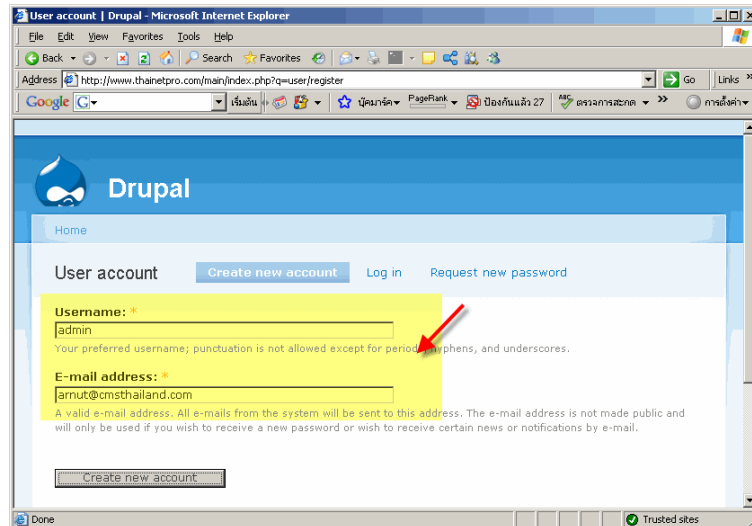 User account | Drupal - Microsoft Internet Explorer
File Edit View Favorites Tools Help
Back Search Favorites
Address http://www.thainetpro.com/main/index.php?q=user/register Go Links »
Google G เริ่มต้น บุ๊คมาร์ค PageRank ป้องกันแล้ว 27 ABC ตรวจการสะกด » การตั้งค่า
Drupal
Home
User account Create new account Log in Request new password
Username: *
admin
Your preferred username; punctuation is not allowed except for periods, hyphens, and underscores.
E-mail address: *
arnut@cmsthailand.com
A valid e-mail address. All e-mails from the system will be sent to this address. The e-mail address is not made public and
will only be used if you wish to receive a new password or wish to receive certain news or notifications by e-mail.
Create new account
Done Trusted sites